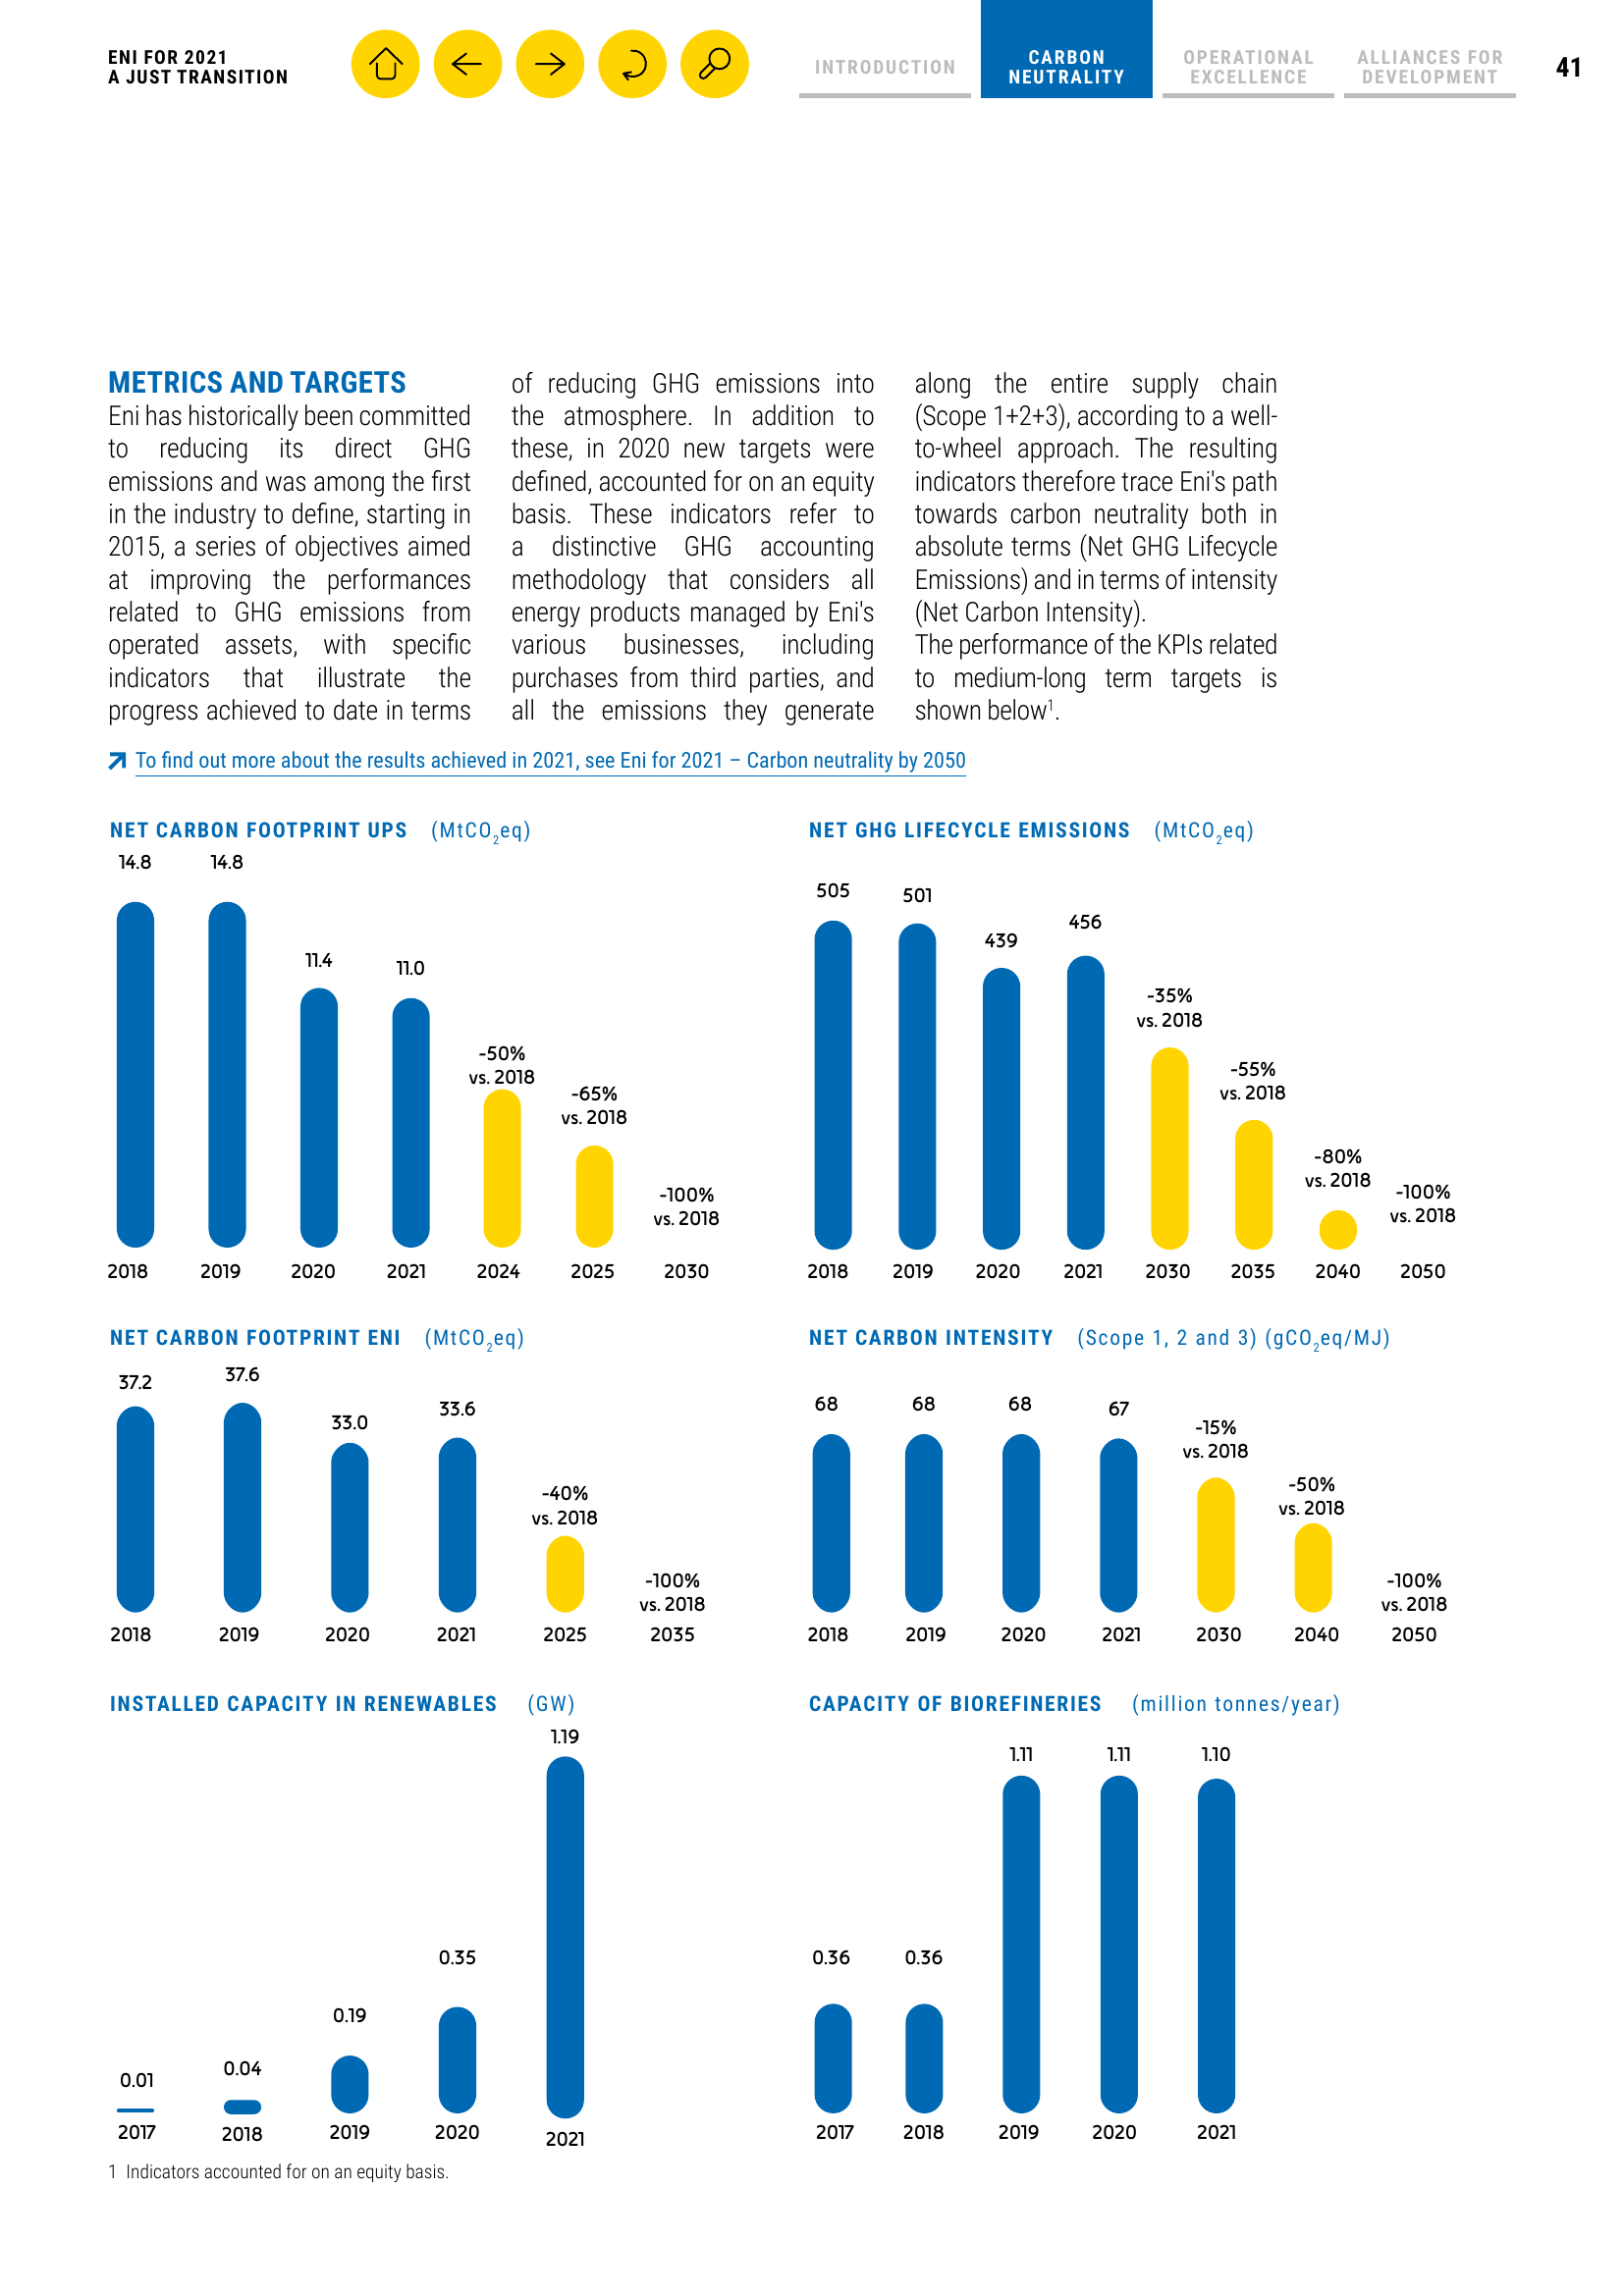 ENI FOR 2021
A JUST TRANSITION
INTRODUCTION
CARBON
NEUTRALITY
OPERATIONAL
EXCELLENCE
ALLIANCES FOR
DEVELOPMENT
41
METRICS AND TARGETS
Eni has historically been committed
to reducing its direct GHG
emissions and was among the first
in the industry to define, starting in
2015, a series of objectives aimed
at improving the performances
related to GHG emissions from
operated assets, with specific
indicators that illustrate the
progress achieved to date in terms
of reducing GHG emissions into
the atmosphere. In addition to
these, in 2020 new targets were
defined, accounted for on an equity
basis. These indicators refer to
a distinctive GHG accounting
methodology that considers all
energy products managed by Eni's
various businesses, including
purchases from third parties, and
all the emissions they generate
along the entire supply chain
(Scope 1+2+3), according to a well-
to-wheel approach. The resulting
indicators therefore trace Eni's path
towards carbon neutrality both in
absolute terms (Net GHG Lifecycle
Emissions) and in terms of intensity
(Net Carbon Intensity).
The performance of the KPIs related
to medium-long term targets is
shown below1.
To find out more about the results achieved in 2021, see Eni for 2021 – Carbon neutrality by 2050
NET CARBON FOOTPRINT UPS (MtCO2eq)
14.8 14.8
11.4 11.0
-50%
vs. 2018
-65%
vs. 2018
-100%
vs. 2018
2018 2019 2020 2021 2024 2025 2030
NET GHG LIFECYCLE EMISSIONS (MtCO2eq)
505 501
439 456
-35%
vs. 2018
-55%
vs. 2018
-80%
vs. 2018
-100%
vs. 2018
2018 2019 2020 2021 2030 2035 2040 2050
NET CARBON FOOTPRINT ENI (MtCO2eq)
37.2 37.6
33.0 33.6
-40%
vs. 2018
-100%
vs. 2018
2018 2019 2020 2021 2025 2035
NET CARBON INTENSITY (Scope 1, 2 and 3) (gCO2eq/MJ)
68 68 68 67
-15%
vs. 2018
-50%
vs. 2018
-100%
vs. 2018
2018 2019 2020 2021 2030 2040 2050
INSTALLED CAPACITY IN RENEWABLES (GW)
0.01 0.04 0.19 0.35 1.19
2017 2018 2019 2020 2021
CAPACITY OF BIOREFINERIES (million tonnes/year)
0.36 0.36 1.11 1.11 1.10
2017 2018 2019 2020 2021
1 Indicators accounted for on an equity basis.